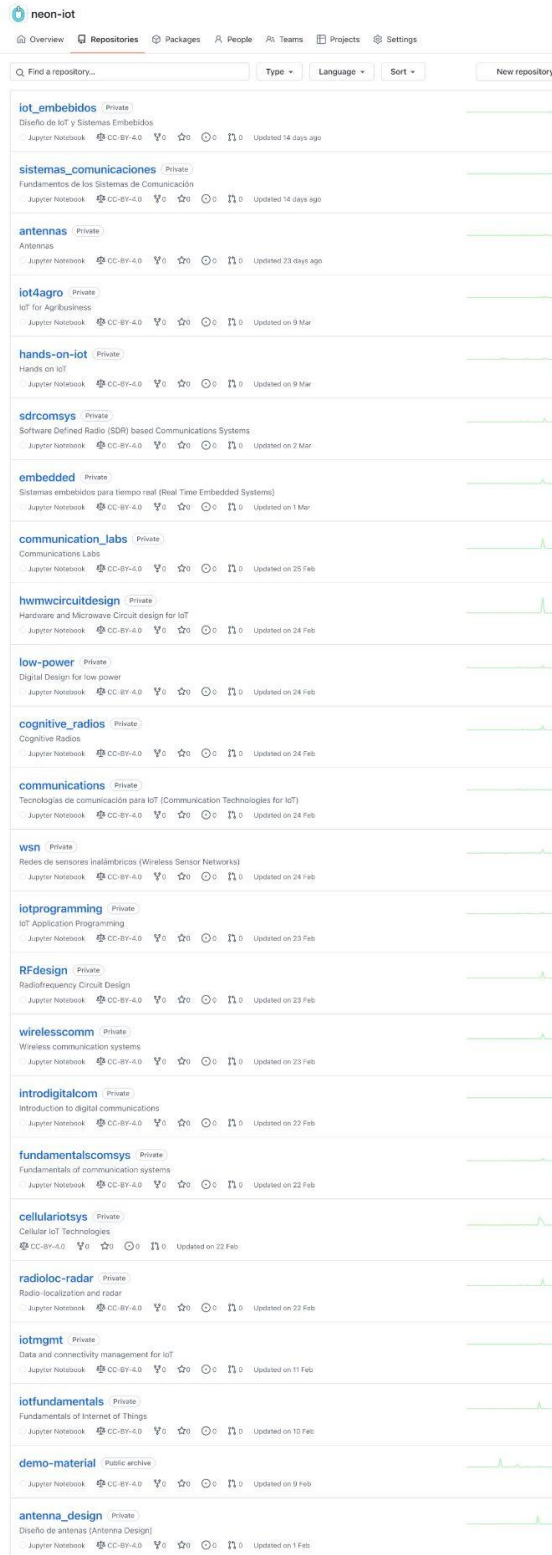 neon-iot
Overview Repositories Packages People Teams Projects Settings
Find a repository... Type Language Sort New repository
iot_embebidos Private
Diseño de IoT y Sistemas Embebidos
Jupyter Notebook CC-BY-4.0 0 0 0 0 Updated 14 days ago
sistemas_comunicaciones Private
Fundamentos de los Sistemas de Comunicación
Jupyter Notebook CC-BY-4.0 0 0 0 0 Updated 14 days ago
antennas Private
Antennas
Jupyter Notebook CC-BY-4.0 0 0 0 0 Updated 23 days ago
iot4agro Private
IoT for Agribusiness
Jupyter Notebook CC-BY-4.0 0 0 0 0 Updated on 9 Mar
hands-on-iot Private
Hands on IoT
Jupyter Notebook CC-BY-4.0 0 0 0 0 Updated on 9 Mar
sdrcomsys Private
Software Defined Radio (SDR) based Communications Systems
Jupyter Notebook CC-BY-4.0 0 0 0 0 Updated on 2 Mar
embedded Private
Sistemas embebidos para tiempo real (Real Time Embedded Systems)
Jupyter Notebook CC-BY-4.0 0 0 0 0 Updated on 1 Mar
communication_labs Private
Communications Labs
Jupyter Notebook CC-BY-4.0 0 0 0 0 Updated on 25 Feb
hwmwcircuitdesign Private
Hardware and Microwave Circuit design for IoT
Jupyter Notebook CC-BY-4.0 0 0 0 0 Updated on 24 Feb
low-power Private
Digital Design for low power
Jupyter Notebook CC-BY-4.0 0 0 0 0 Updated on 24 Feb
cognitive_radios Private
Cognitive Radios
Jupyter Notebook CC-BY-4.0 0 0 0 0 Updated on 24 Feb
communications Private
Tecnologías de comunicación para IoT (Communication Technologies for IoT)
Jupyter Notebook CC-BY-4.0 0 0 0 0 Updated on 24 Feb
wsn Private
Redes de sensores inalámbricos (Wireless Sensor Networks)
Jupyter Notebook CC-BY-4.0 0 0 0 0 Updated on 24 Feb
iotprogramming Private
IoT Application Programming
Jupyter Notebook CC-BY-4.0 0 0 0 0 Updated on 23 Feb
RFdesign Private
Radiofrequency Circuit Design
Jupyter Notebook CC-BY-4.0 0 0 0 0 Updated on 23 Feb
wirelesscomm Private
Wireless communication systems
Jupyter Notebook CC-BY-4.0 0 0 0 0 Updated on 23 Feb
introdigitalcom Private
Introduction to digital communications
Jupyter Notebook CC-BY-4.0 0 0 0 0 Updated on 22 Feb
fundamentalscomsys Private
Fundamentals of communication systems
Jupyter Notebook CC-BY-4.0 0 0 0 0 Updated on 22 Feb
cellulariotsys Private
Cellular IoT Technologies
CC-BY-4.0 0 0 0 0 Updated on 22 Feb
radioloc-radar Private
Radio-localization and radar
Jupyter Notebook CC-BY-4.0 0 0 0 0 Updated on 22 Feb
iotmgmt Private
Data and connectivity management for IoT
Jupyter Notebook CC-BY-4.0 0 0 0 0 Updated on 11 Feb
iotfundamentals Private
Fundamentals of Internet of Things
Jupyter Notebook CC-BY-4.0 0 0 0 0 Updated on 10 Feb
demo-material Public archive
Jupyter Notebook CC-BY-4.0 0 0 0 0 Updated on 9 Feb
antenna_design Private
Diseño de antenas (Antenna Design)
Jupyter Notebook CC-BY-4.0 0 0 0 0 Updated on 1 Feb